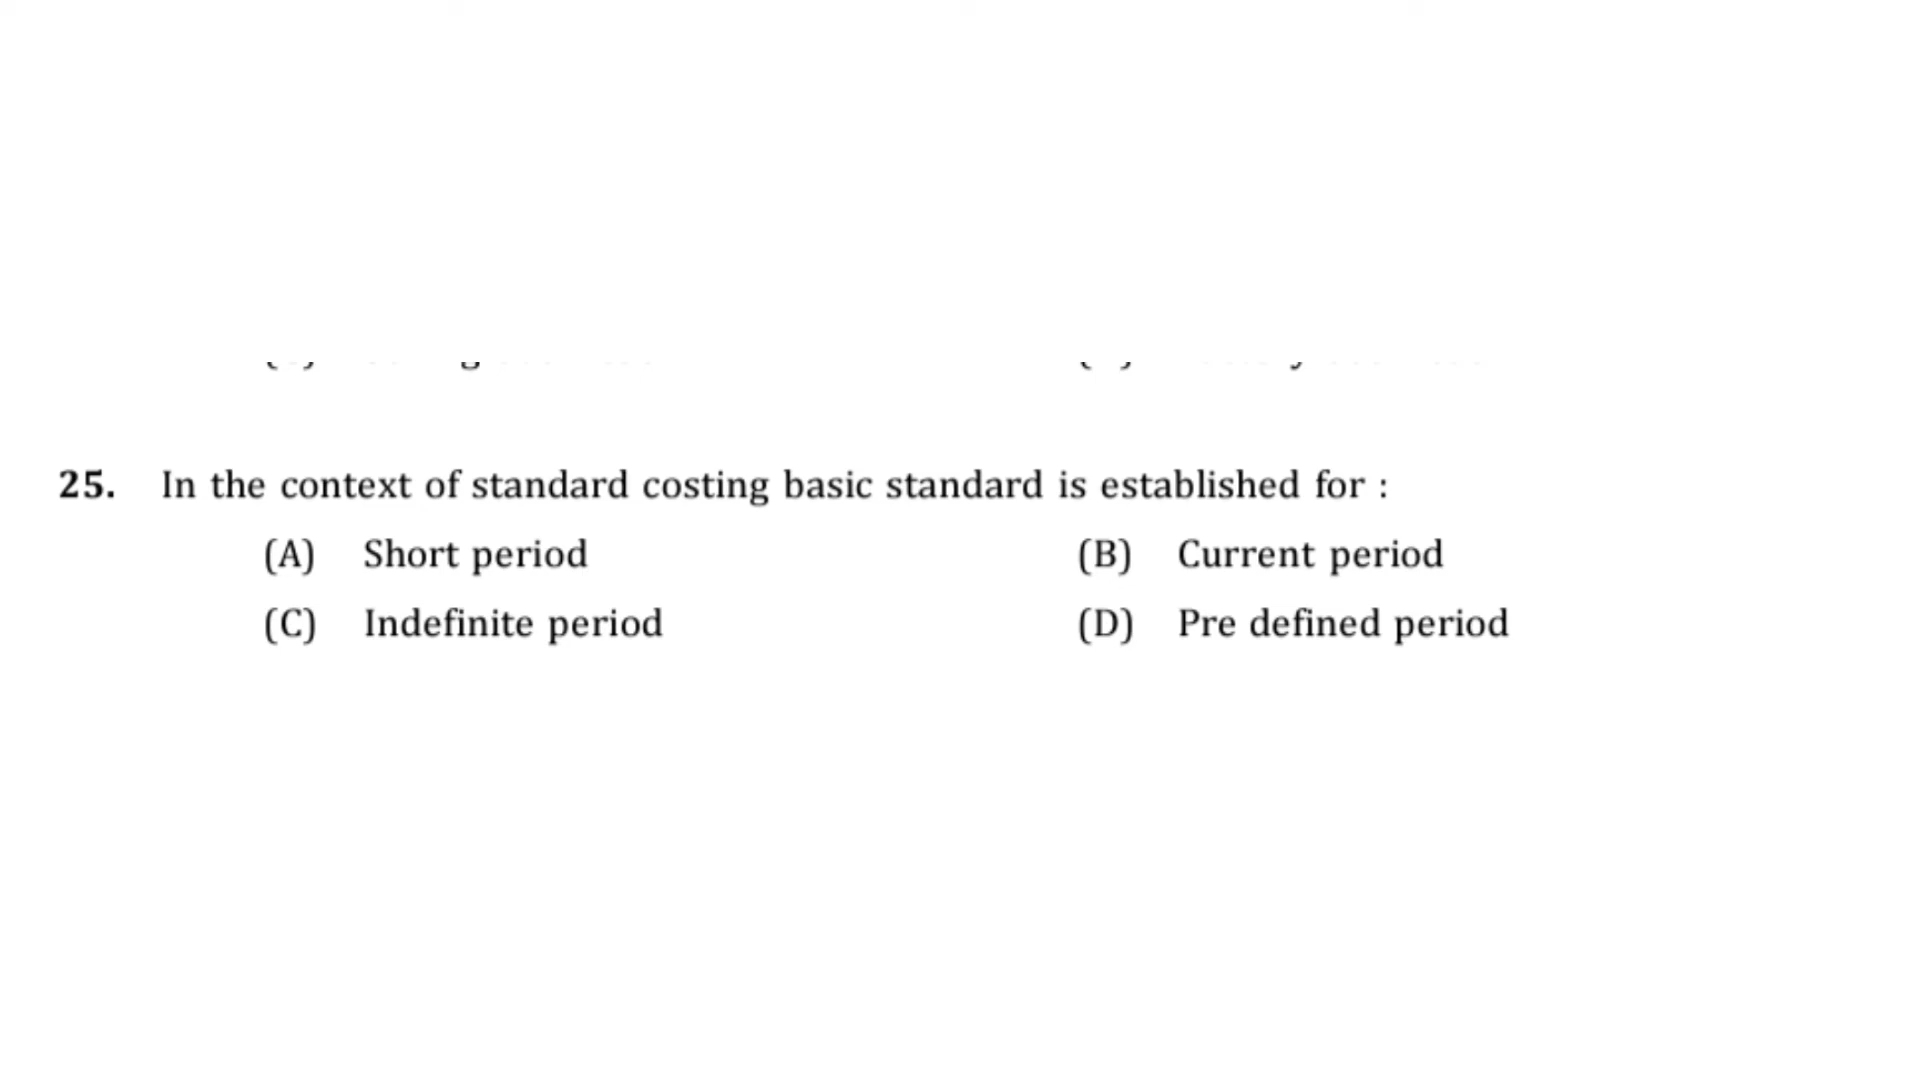 25. In the context of standard costing basic standard is established for :
(A) Short period (B) Current period
(C) Indefinite period (D) Pre defined period